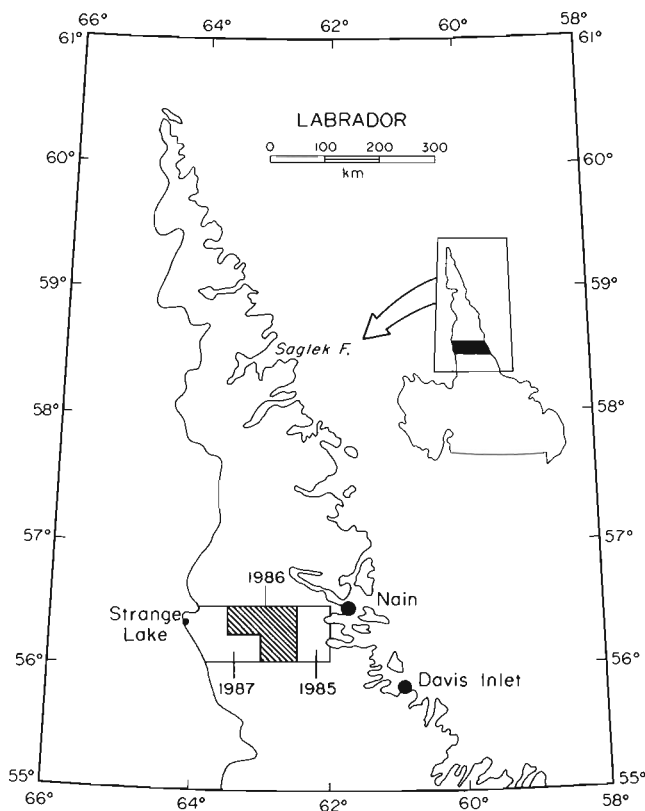 66° 64° 62° 60° 58°
61° 61°
LABRADOR
0 100 200 300
km
60° 60°
59° 59°
Saglek F.
58° 58°
57° 57°
1986
Nain
Strange
Lake
56° 56°
Davis Inlet
1987 1985
55° 55°
66° 64° 62° 60° 58°